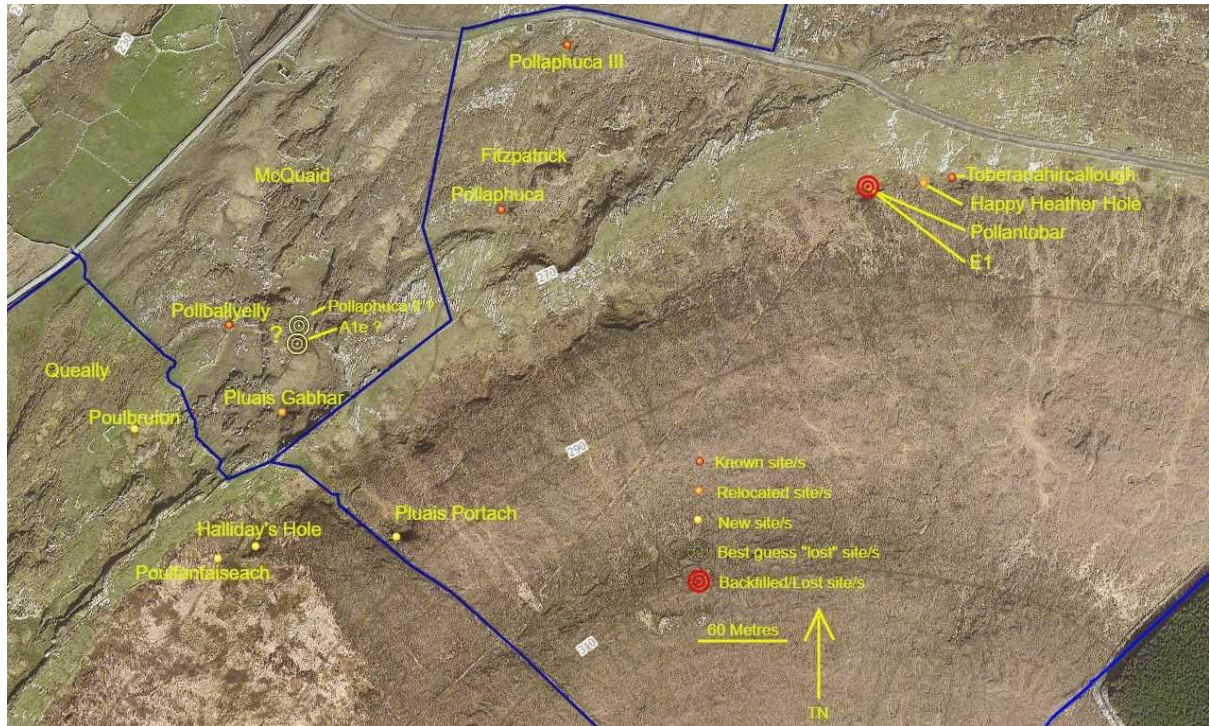 220
Pollaphuca III
McQuaid
Fitzpatrick
Toberacahircallough
Pollaphuca
Happy Heather Hole
Pollantobar
E1
270
Pollballyelly
Pollaphuca II ?
?
A1e ?
Queally
Pluais Gabhar
Poulbruion
290
Known site/s
Relocated site/s
Pluais Portach
New site/s
Halliday's Hole
Best guess "lost" site/s
Poulfanfaiseach
Backfilled/Lost site/s
60 Metres
310
TN